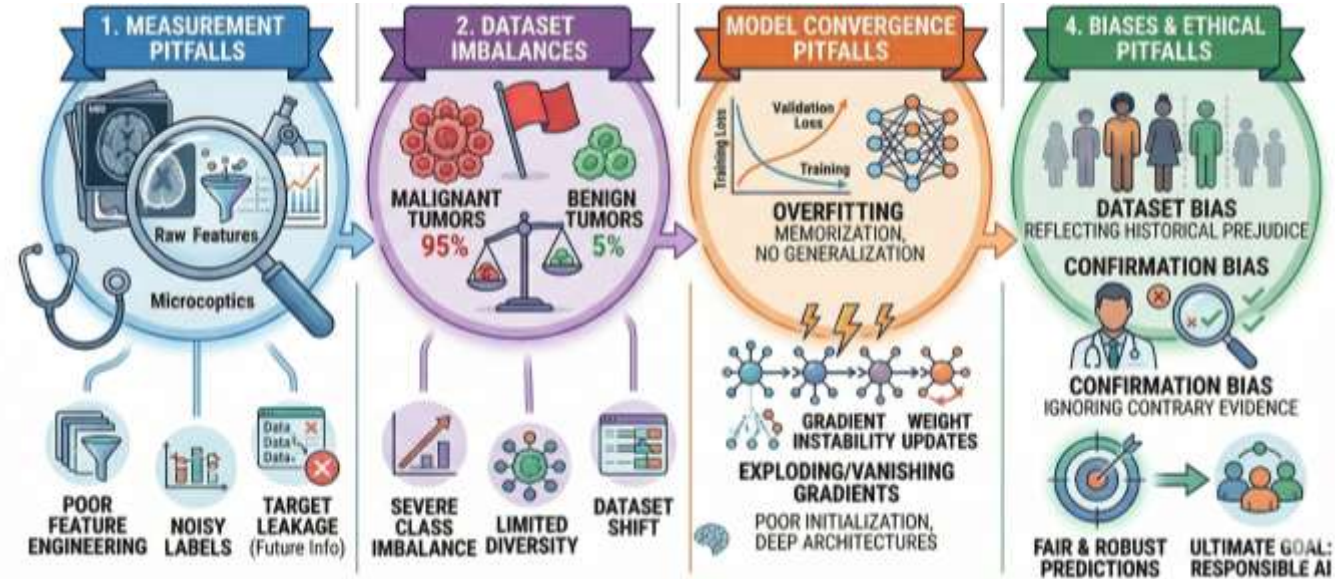 1. MEASUREMENT
PITFALLS
Raw Features
Microcoptics
POOR
FEATURE
ENGINEERING
NOISY
LABELS
Data
Data
Data
TARGET
LEAKAGE
(Future Info)
2. DATASET
IMBALANCES
MALIGNANT
TUMORS
95%
BENIGN
TUMORS
5%
SEVERE
CLASS
IMBALANCE
LIMITED
DIVERSITY
DATASET
SHIFT
MODEL CONVERGENCE
PITFALLS
Training Loss
Validation
Loss
Training
OVERFITTING
MEMORIZATION,
NO GENERALIZATION
GRADIENT
INSTABILITY
WEIGHT
UPDATES
EXPLODING/VANISHING
GRADIENTS
POOR INITIALIZATION,
DEEP ARCHITECTURES
4. BIASES & ETHICAL
PITFALLS
DATASET BIAS
REFLECTING HISTORICAL PREJUDICE
CONFIRMATION BIAS
CONFIRMATION BIAS
IGNORING CONTRARY EVIDENCE
FAIR & ROBUST
PREDICTIONS
ULTIMATE GOAL:
RESPONSIBLE AI